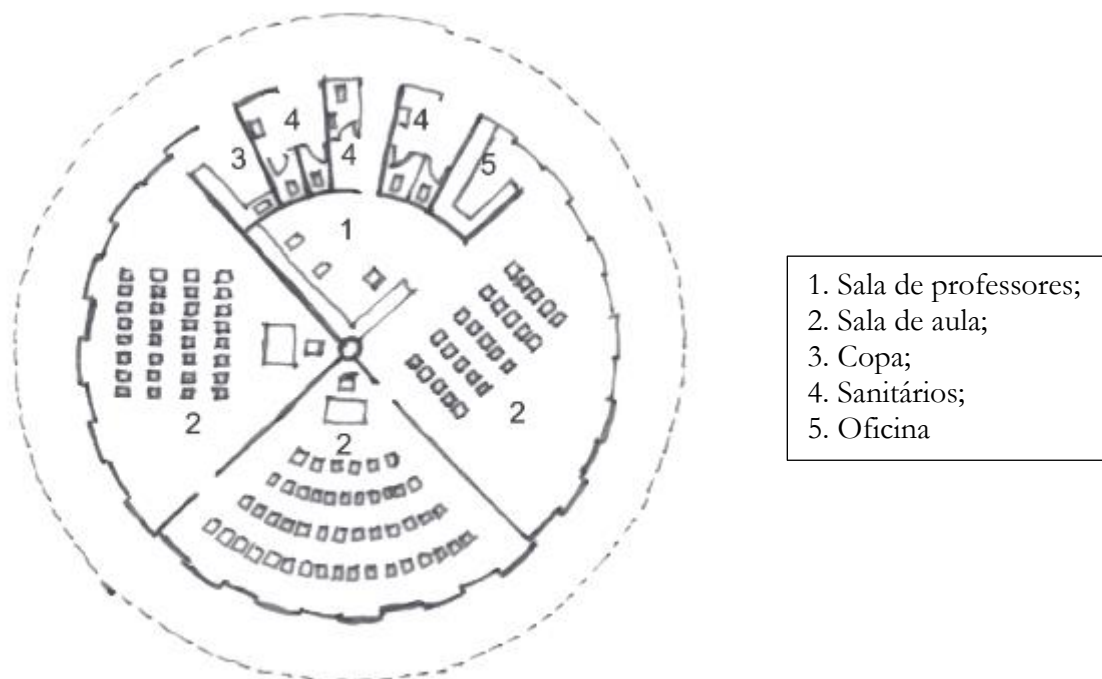 4
4
4
3
5
1
2
2
2
1. Sala de professores;
2. Sala de aula;
3. Copa;
4. Sanitários;
5. Oficina